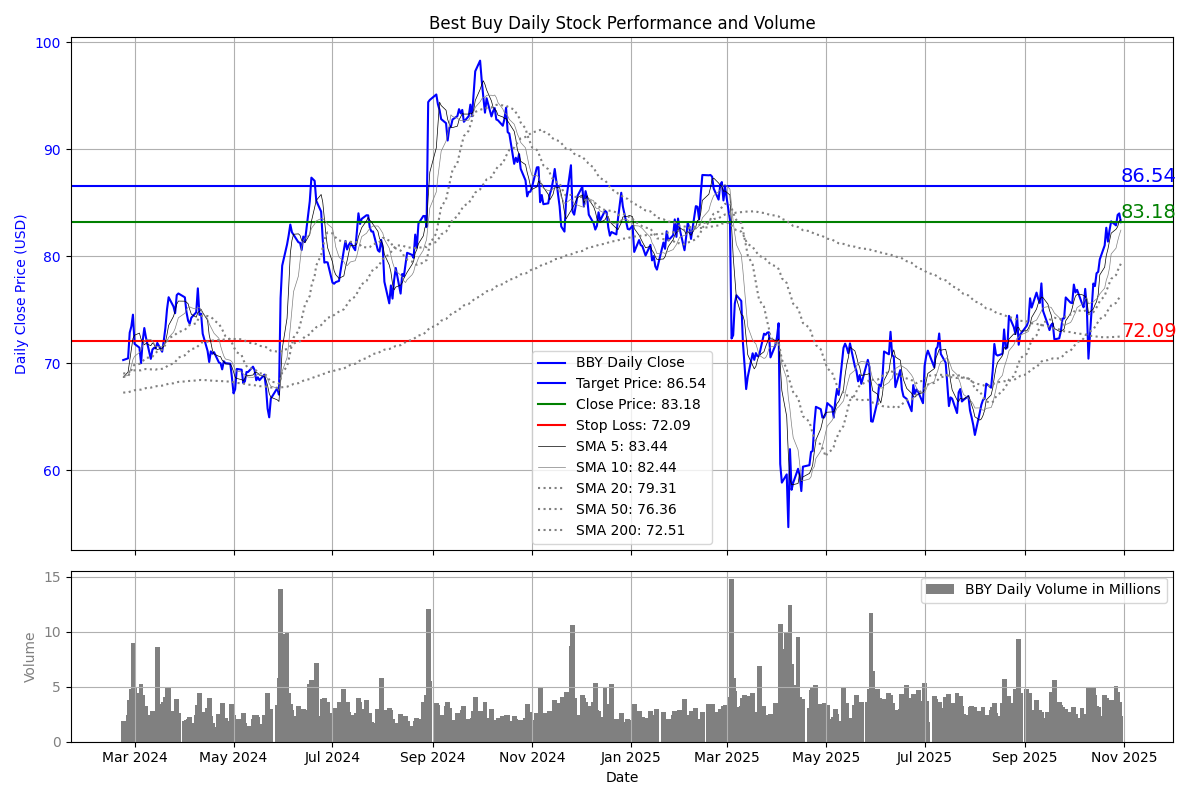 Best Buy Daily Stock Performance and Volume
Daily Close Price (USD)
100
90
80
70
60
86.54
83.18
72.09
BBY Daily Close
Target Price: 86.54
Close Price: 83.18
Stop Loss: 72.09
SMA 5: 83.44
SMA 10: 82.44
SMA 20: 79.31
SMA 50: 76.36
SMA 200: 72.51
Volume
15
10
5
0
BBY Daily Volume in Millions
Mar 2024 May 2024 Jul 2024 Sep 2024 Nov 2024 Jan 2025 Mar 2025 May 2025 Jul 2025 Sep 2025 Nov 2025
Date